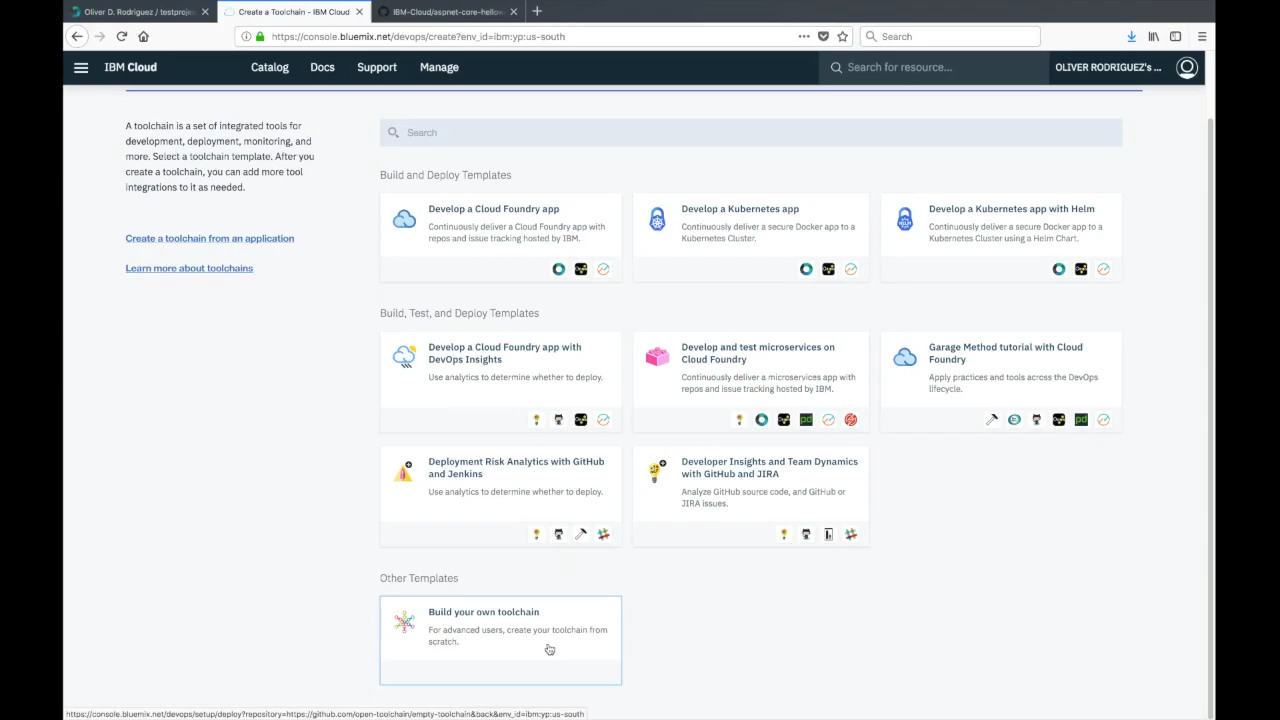 Oliver D. Rodriguez / testproje
Create a Toolchain - IBM Cloud
IBM-Cloud/aspnet-core-hellow
https://console.bluemix.net/devops/create?env_id=ibm:yp:us-south
Search
IBM Cloud
Catalog
Docs
Support
Manage
Search for resource...
OLIVER RODRIGUEZ's ...
A toolchain is a set of integrated tools for
development, deployment, monitoring, and
more. Select a toolchain template. After you
create a toolchain, you can add more tool
integrations to it as needed.
Create a toolchain from an application
Learn more about toolchains
Search
Build and Deploy Templates
Develop a Cloud Foundry app
Continuously deliver a Cloud Foundry app with
repos and issue tracking hosted by IBM.
Develop a Kubernetes app
Continuously deliver a secure Docker app to a
Kubernetes Cluster.
Develop a Kubernetes app with Helm
Continuously deliver a secure Docker app to a
Kubernetes Cluster using a Helm Chart.
Build, Test, and Deploy Templates
Develop a Cloud Foundry app with
DevOps Insights
Use analytics to determine whether to deploy.
Develop and test microservices on
Cloud Foundry
Continuously deliver a microservices app with
repos and issue tracking hosted by IBM.
pd
Garage Method tutorial with Cloud
Foundry
Apply practices and tools across the DevOps
lifecycle.
pd
Deployment Risk Analytics with GitHub
and Jenkins
Use analytics to determine whether to deploy.
Developer Insights and Team Dynamics
with GitHub and JIRA
Analyze GitHub source code, and GitHub or
JIRA issues.
Other Templates
Build your own toolchain
For advanced users, create your toolchain from
scratch.
https://console.bluemix.net/devops/setup/deploy?repository=https://github.com/open-toolchain/empty-toolchain&back&env_id=ibm:yp:us-south